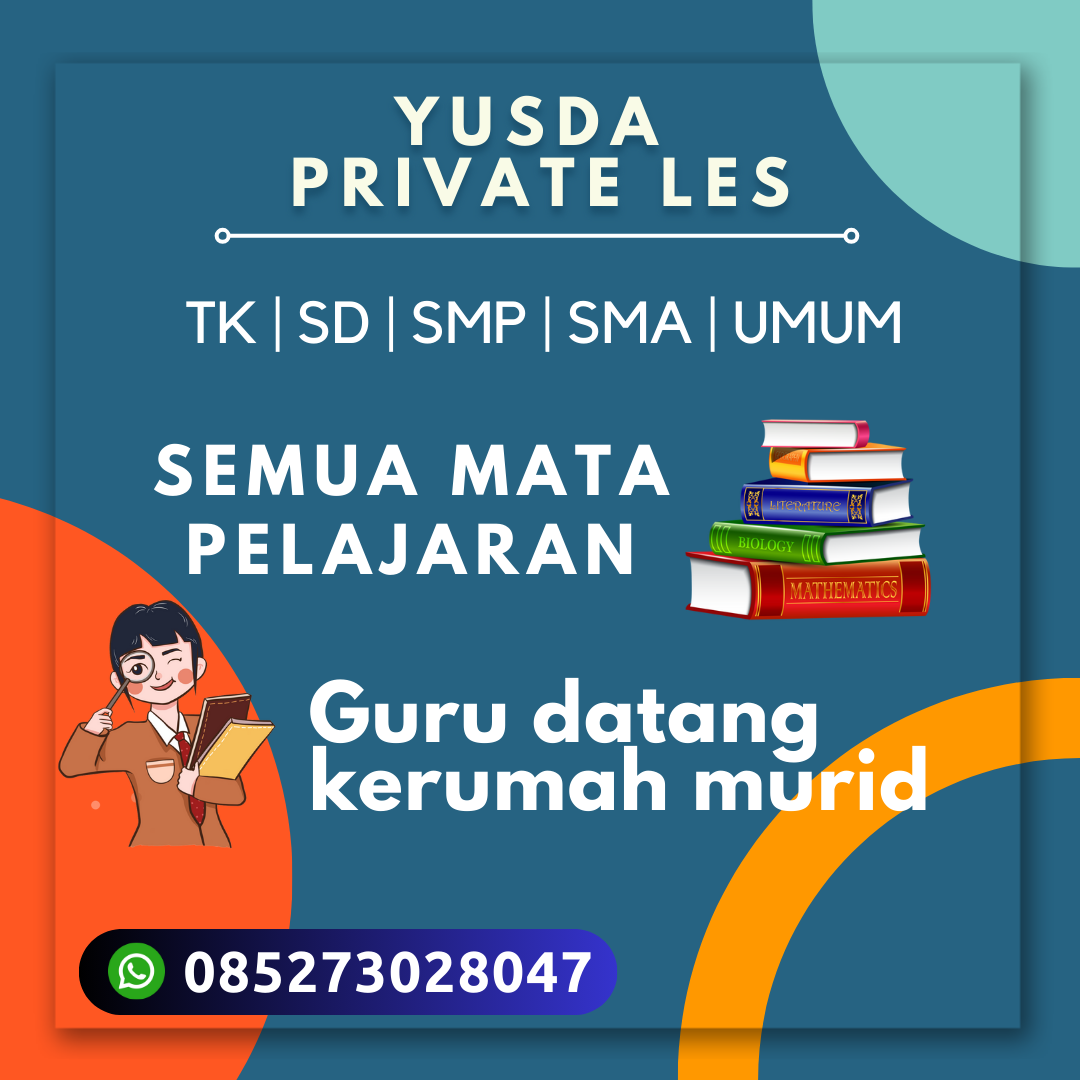 YUSDA
PRIVATE LES
TK | SD | SMP | SMA | UMUM
SEMUA MATA
PELAJARAN
LITERATURE
BIOLOGY
MATHEMATICS
Guru datang
kerumah murid
085273028047